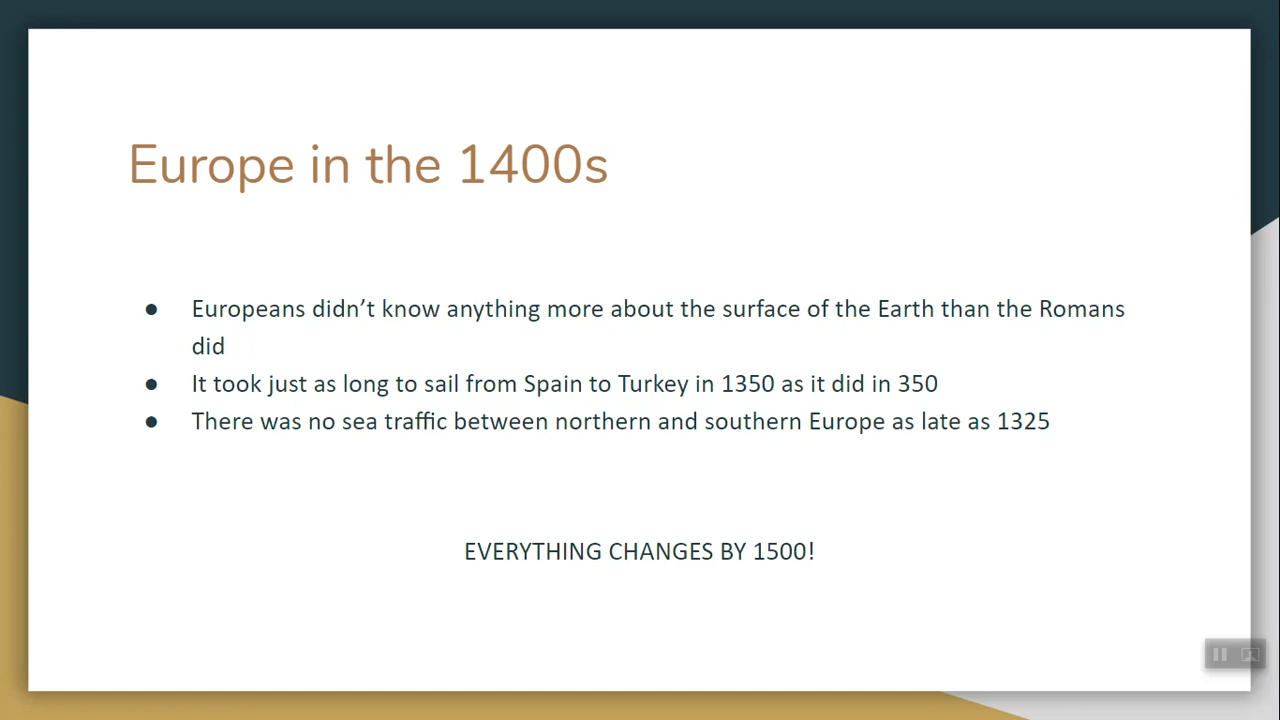 Europe in the 1400s
● Europeans didn’t know anything more about the surface of the Earth than the Romans
did
● It took just as long to sail from Spain to Turkey in 1350 as it did in 350
● There was no sea traffic between northern and southern Europe as late as 1325
EVERYTHING CHANGES BY 1500!